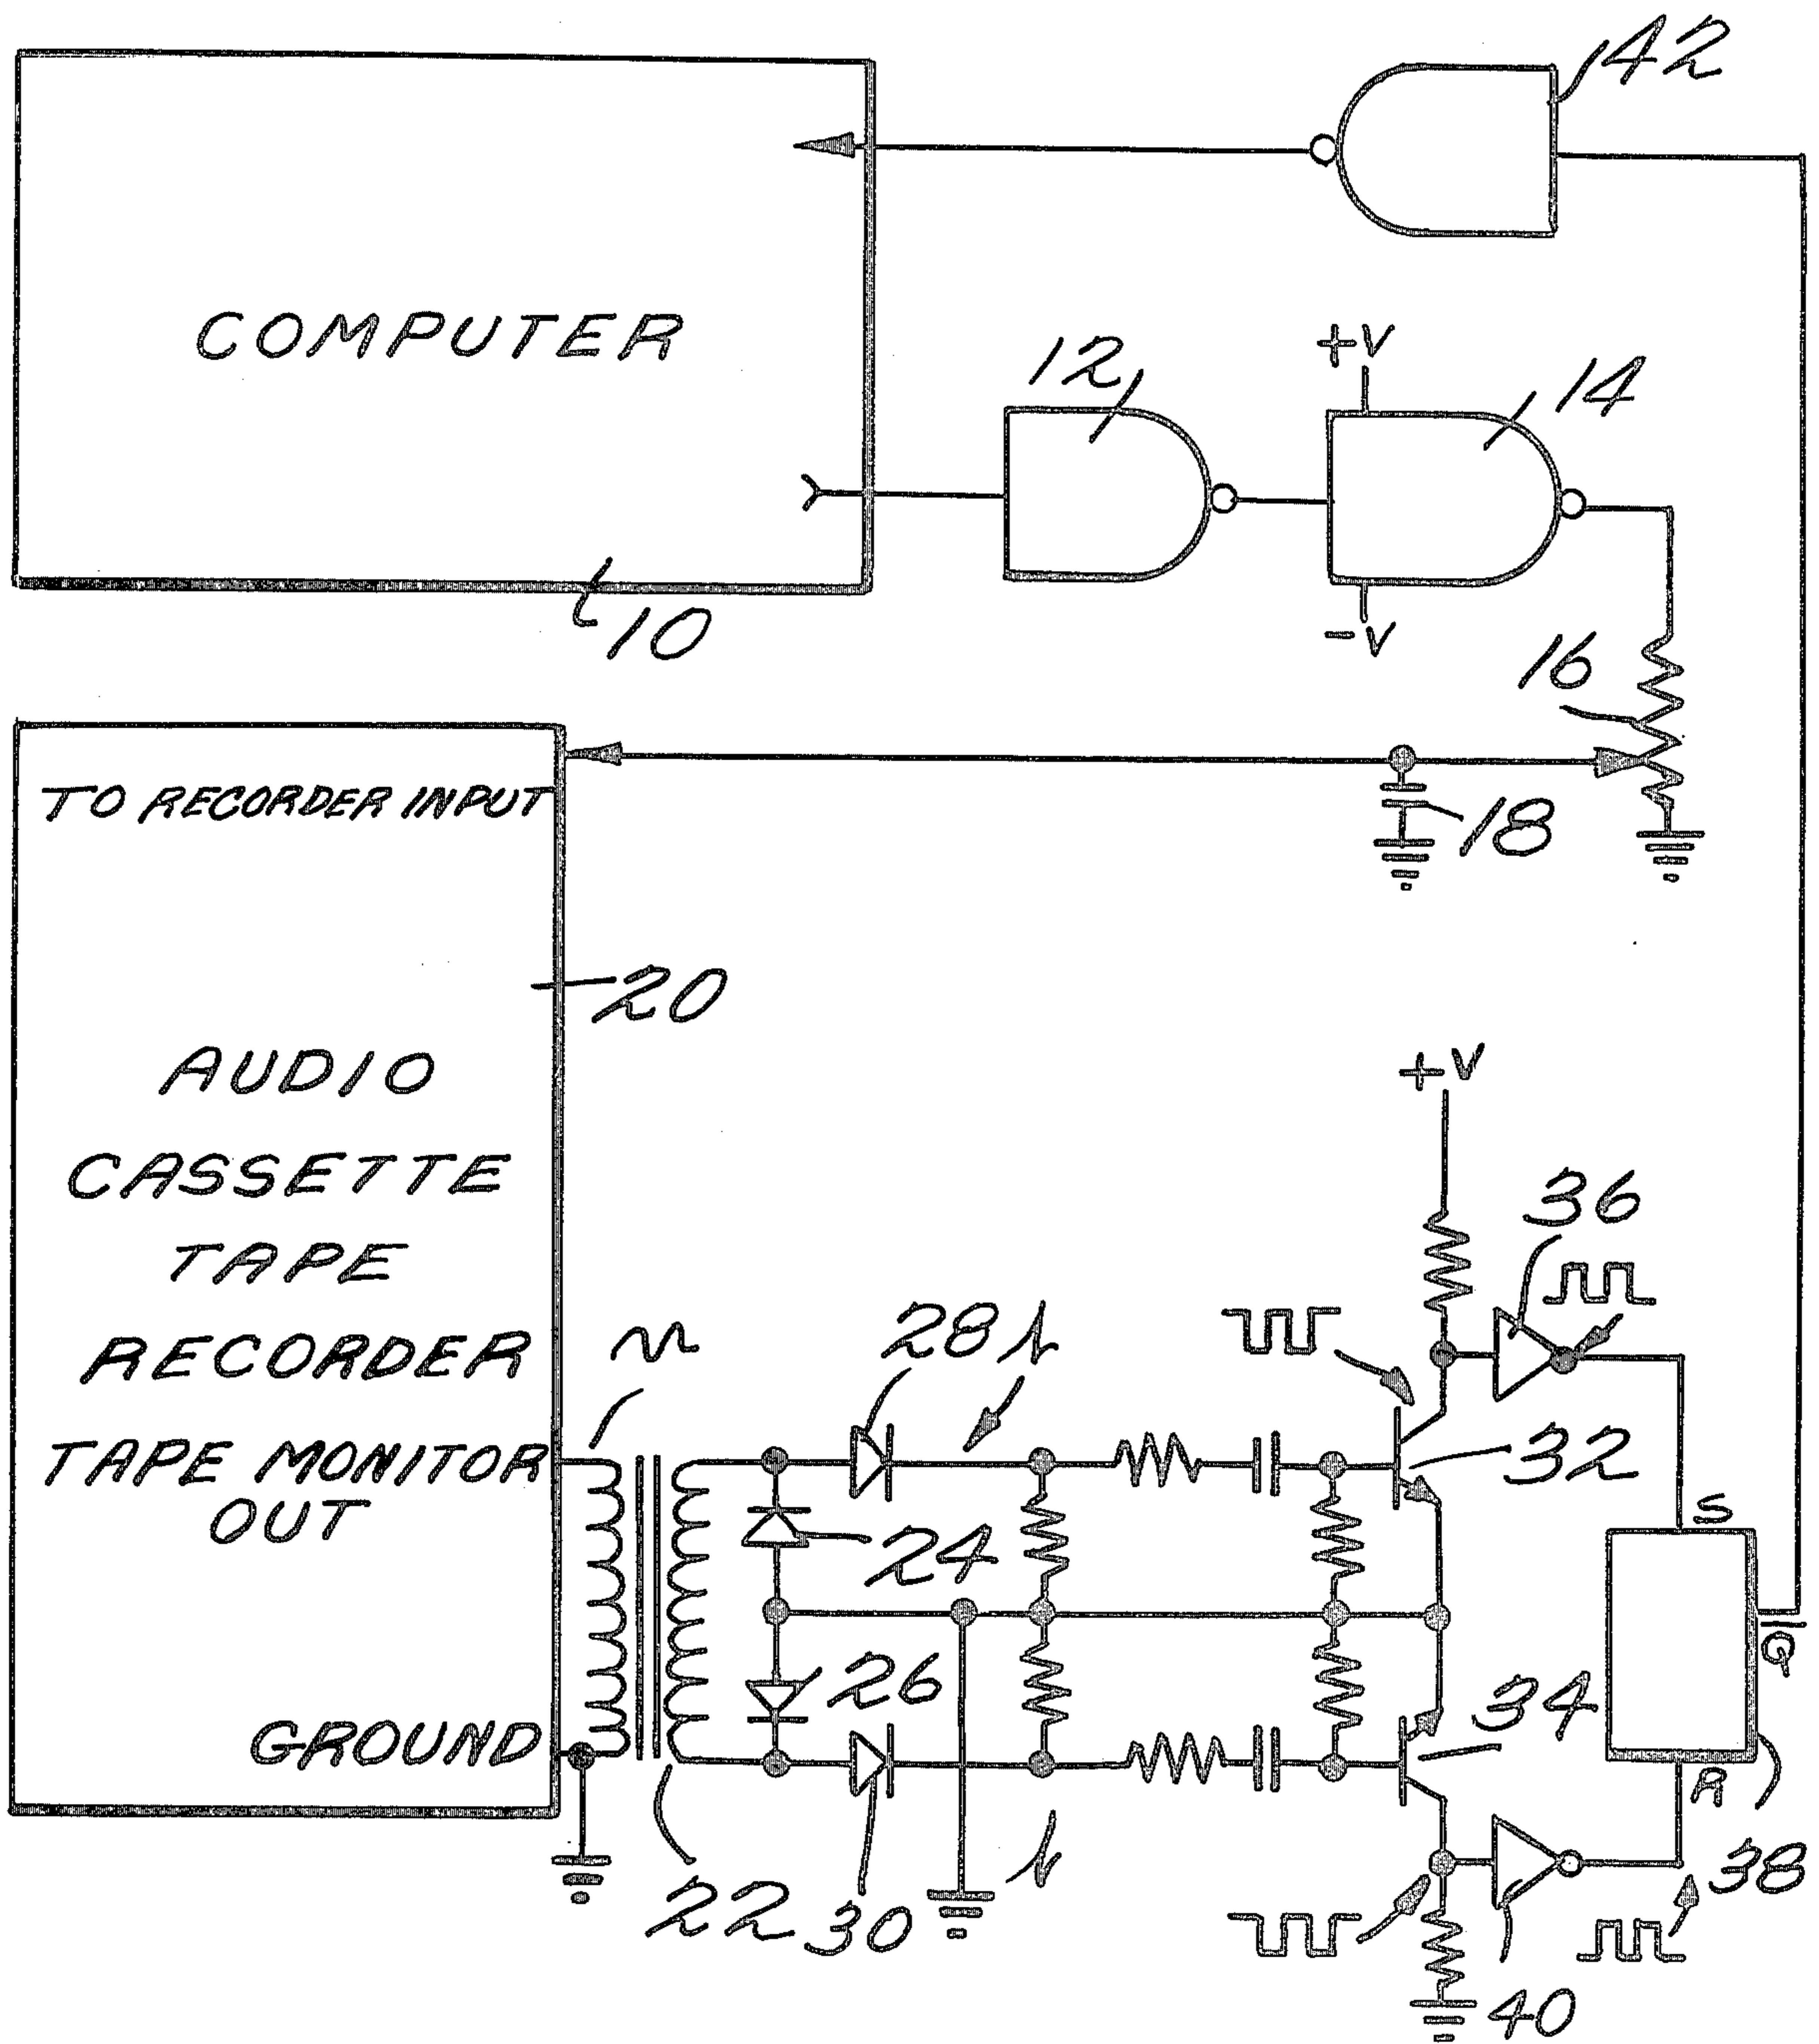 42
COMPUTER
12
+V
14
10
-V
16
TO RECORDER INPUT
18
20
+V
AUDIO
CASSETTE
TAPE
RECORDER
36
28
TAPE MONITOR
OUT
32
24
S
Q
26
34
GROUND
R
38
22
30
40